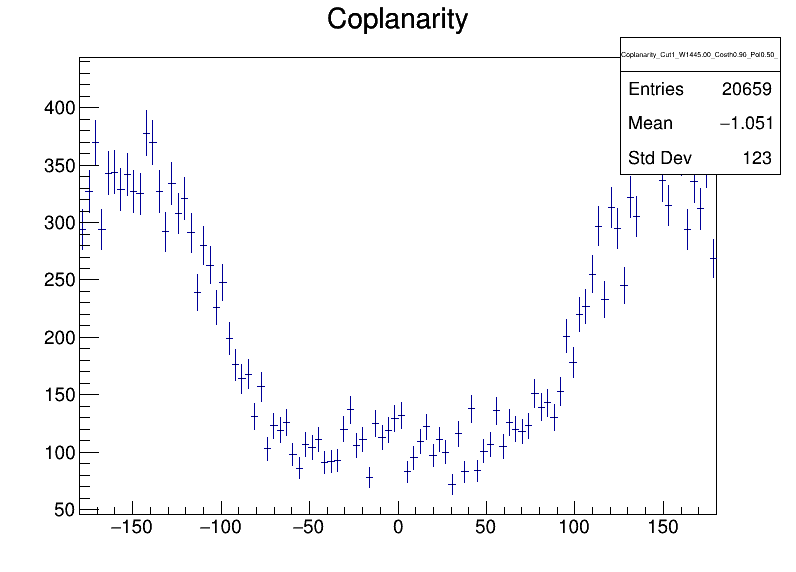 Coplanarity
Coplanarity_Cut1_W1445.00_Costh0.90_Pol0.50_
Entries 20659
Mean −1.051
Std Dev 123
400
350
300
250
200
150
100
50
−150 −100 −50 0 50 100 150